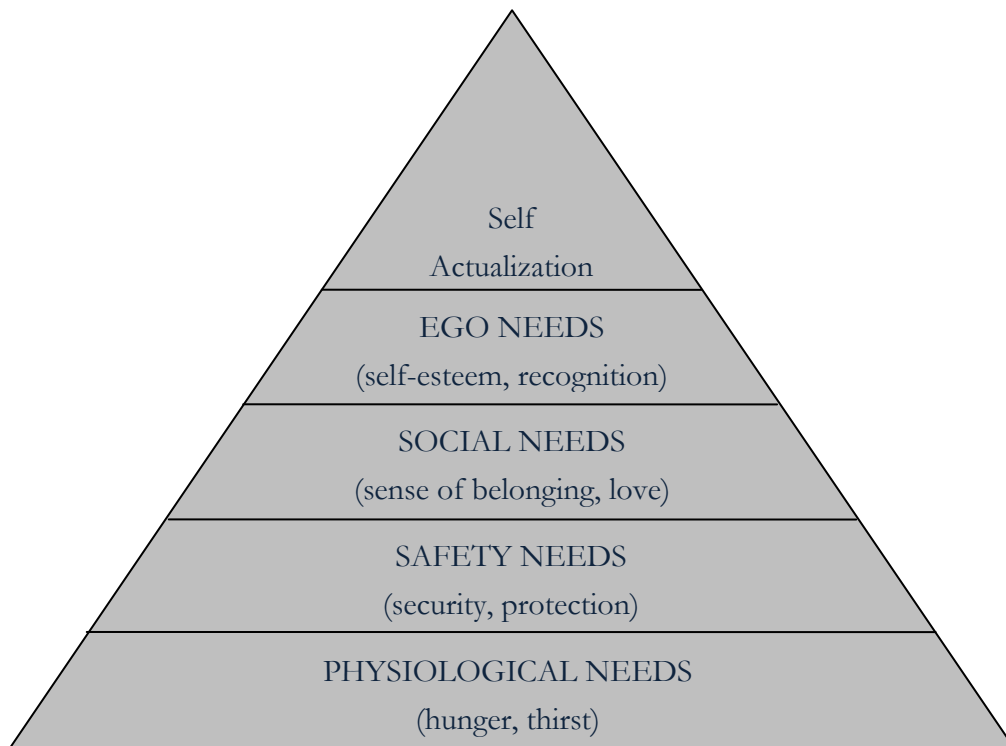 Self
Actualization
EGO NEEDS
(self-esteem, recognition)
SOCIAL NEEDS
(sense of belonging, love)
SAFETY NEEDS
(security, protection)
PHYSIOLOGICAL NEEDS
(hunger, thirst)